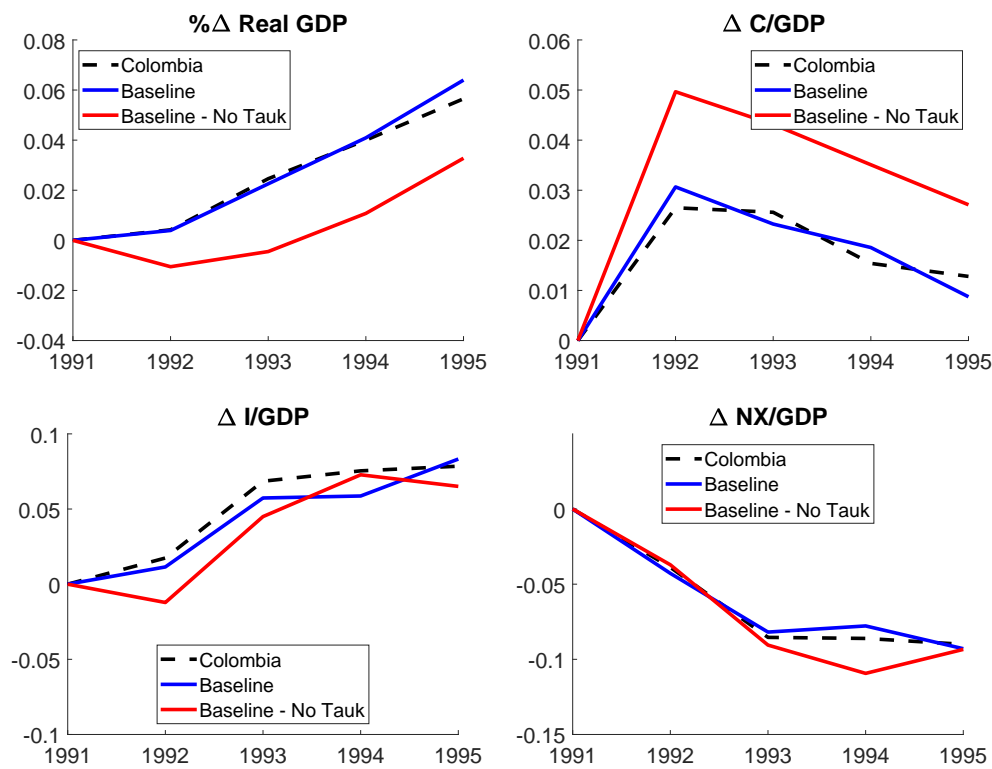 %Δ Real GDP
0.08
0.06
0.04
0.02
0
-0.02
-0.04
1991 1992 1993 1994 1995
Colombia
Baseline
Baseline - No Tauk
Δ C/GDP
0.06
0.05
0.04
0.03
0.02
0.01
0
1991 1992 1993 1994 1995
Colombia
Baseline
Baseline - No Tauk
Δ I/GDP
0.1
0.05
0
-0.05
-0.1
1991 1992 1993 1994 1995
Colombia
Baseline
Baseline - No Tauk
Δ NX/GDP
0
-0.05
-0.1
-0.15
1991 1992 1993 1994 1995
Colombia
Baseline
Baseline - No Tauk